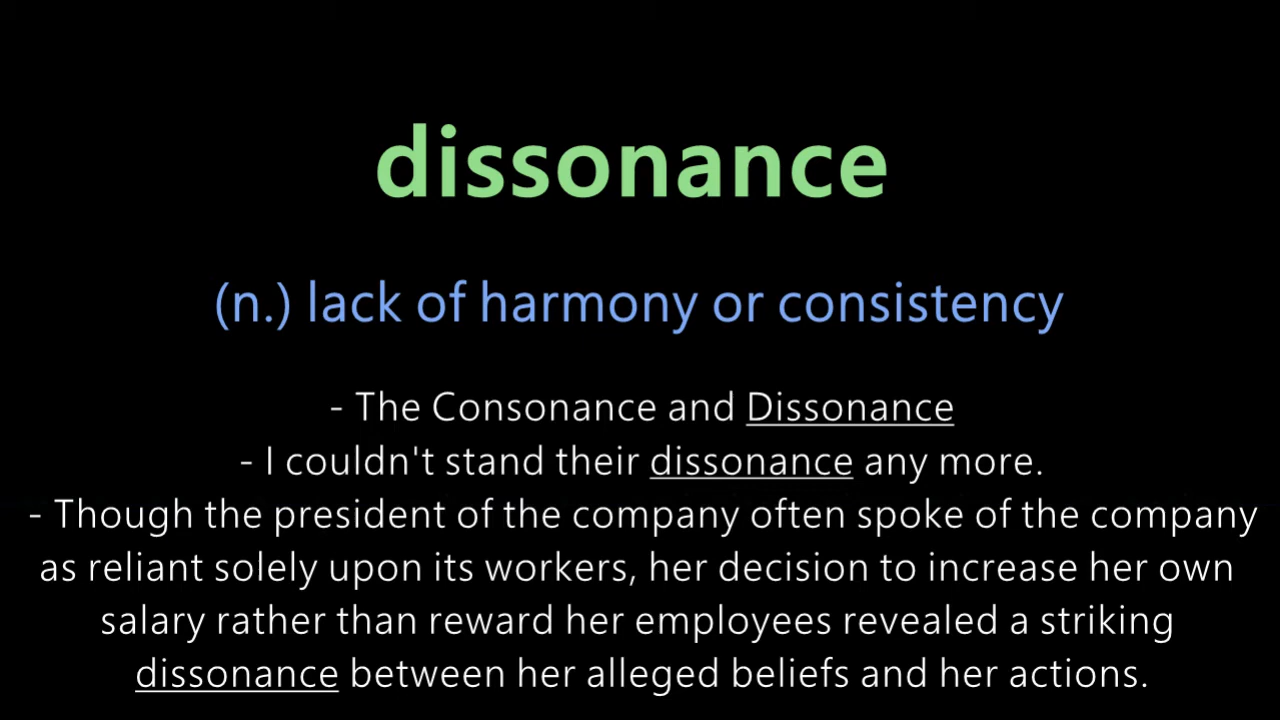 dissonance
(n.) lack of harmony or consistency
- The Consonance and Dissonance
- I couldn't stand their dissonance any more.
- Though the president of the company often spoke of the company
as reliant solely upon its workers, her decision to increase her own
salary rather than reward her employees revealed a striking
dissonance between her alleged beliefs and her actions.